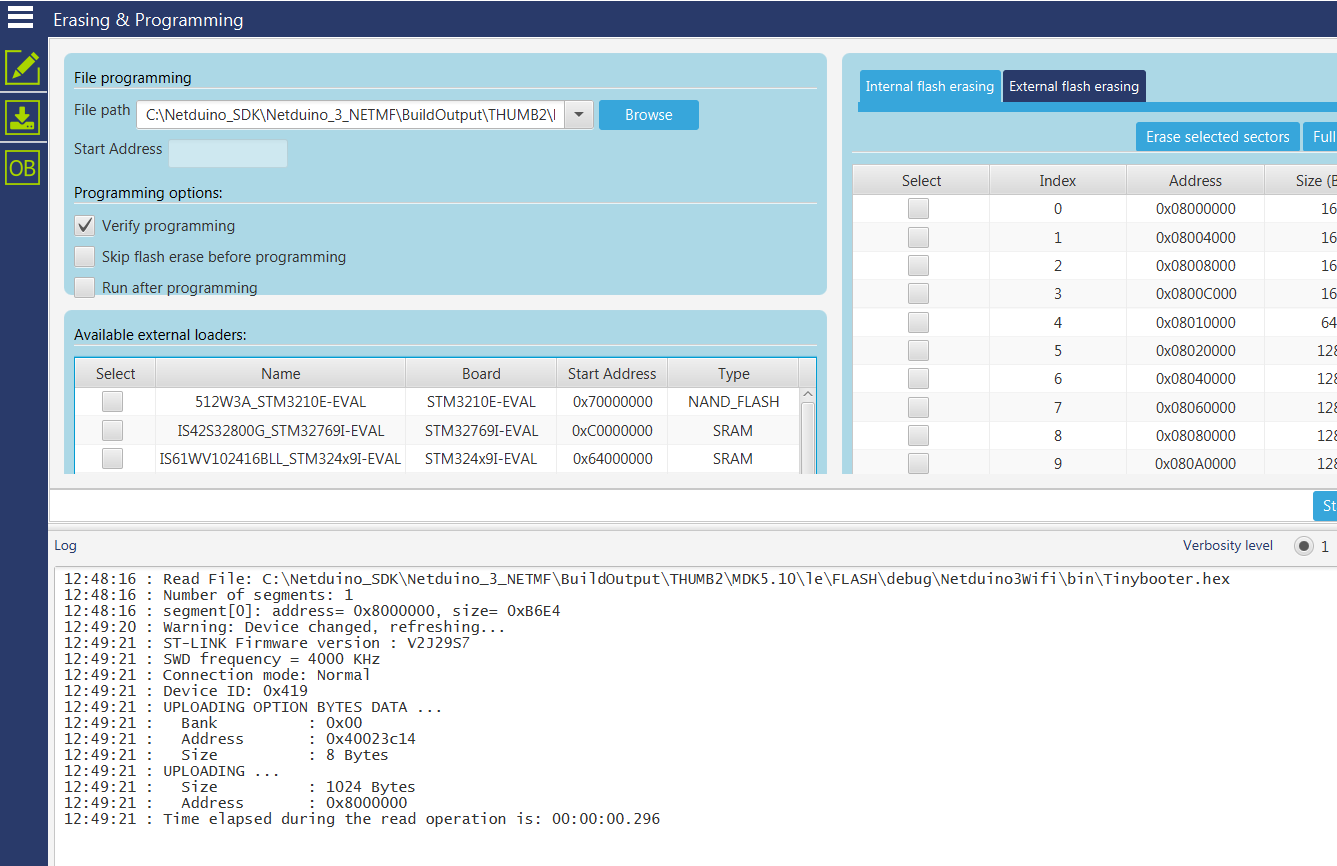 Erasing & Programming
File programming
File path C:\Netduino_SDK\Netduino_3_NETMF\BuildOutput\THUMB2\ Browse
Start Address
Programming options:
Verify programming
Skip flash erase before programming
Run after programming
Available external loaders:
Select Name Board Start Address Type
512W3A_STM3210E-EVAL STM3210E-EVAL 0x70000000 NAND_FLASH
IS42S32800G_STM32769I-EVAL STM32769I-EVAL 0xC0000000 SRAM
IS61WV102416BLL_STM324x9I-EVAL STM324x9I-EVAL 0x64000000 SRAM
OB
Internal flash erasing External flash erasing
Erase selected sectors Full
Select Index Address Size (B
0 0x08000000 16
1 0x08004000 16
2 0x08008000 16
3 0x0800C000 16
4 0x08010000 64
5 0x08020000 128
6 0x08040000 128
7 0x08060000 128
8 0x08080000 128
9 0x080A0000 128
St
Log Verbosity level 1
12:48:16 : Read File: C:\Netduino_SDK\Netduino_3_NETMF\BuildOutput\THUMB2\MDK5.10\le\FLASH\debug\Netduino3Wifi\bin\Tinybooter.hex
12:48:16 : Number of segments: 1
12:48:16 : segment[0]: address= 0x8000000, size= 0xB6E4
12:49:20 : Warning: Device changed, refreshing...
12:49:21 : ST-LINK Firmware version : V2J29S7
12:49:21 : SWD frequency = 4000 KHz
12:49:21 : Connection mode: Normal
12:49:21 : Device ID: 0x419
12:49:21 : UPLOADING OPTION BYTES DATA ...
12:49:21 : Bank : 0x00
12:49:21 : Address : 0x40023c14
12:49:21 : Size : 8 Bytes
12:49:21 : UPLOADING ...
12:49:21 : Size : 1024 Bytes
12:49:21 : Address : 0x8000000
12:49:21 : Time elapsed during the read operation is: 00:00:00.296